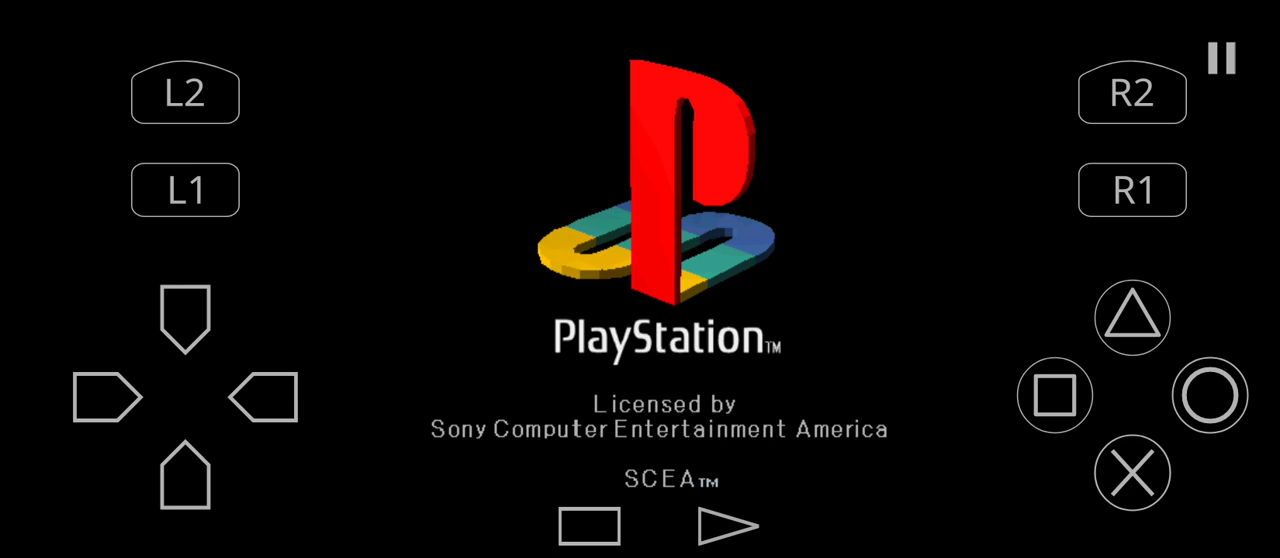 L2
R2
L1
R1
PlayStation™
Licensed by
Sony Computer Entertainment America
SCEA™